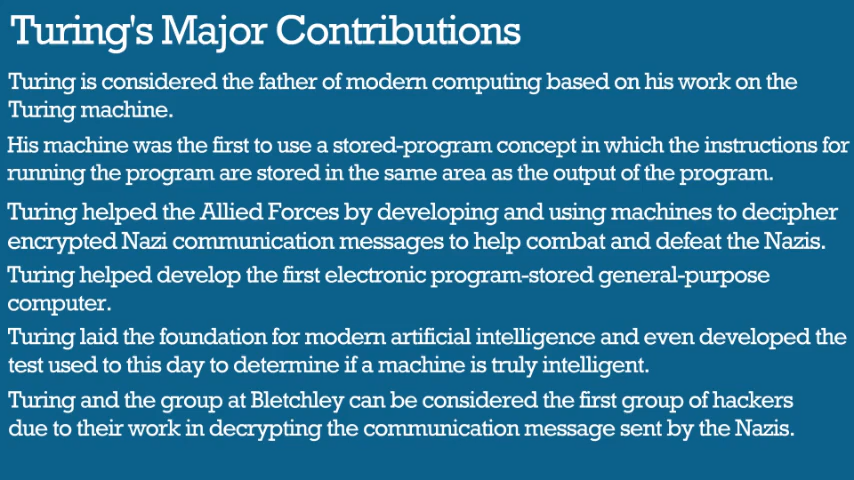 Turing's Major Contributions
Turing is considered the father of modern computing based on his work on the
Turing machine.
His machine was the first to use a stored-program concept in which the instructions for
running the program are stored in the same area as the output of the program.
Turing helped the Allied Forces by developing and using machines to decipher
encrypted Nazi communication messages to help combat and defeat the Nazis.
Turing helped develop the first electronic program-stored general-purpose
computer.
Turing laid the foundation for modern artificial intelligence and even developed the
test used to this day to determine if a machine is truly intelligent.
Turing and the group at Bletchley can be considered the first group of hackers
due to their work in decrypting the communication message sent by the Nazis.